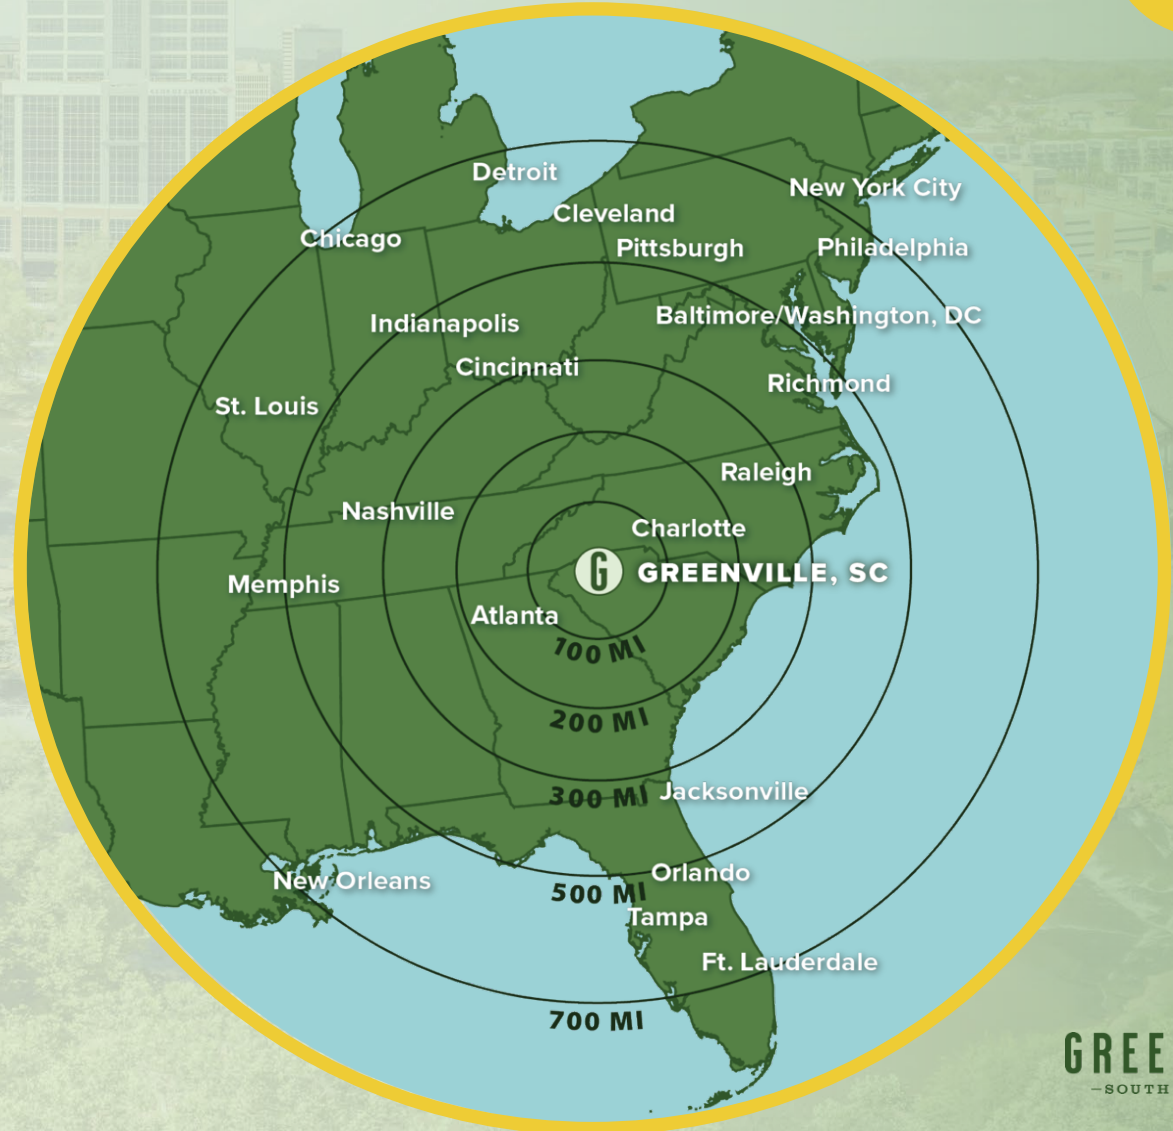 Detroit
New York City
Cleveland
Chicago
Pittsburgh
Philadelphia
Baltimore/Washington, DC
Indianapolis
Cincinnati
Richmond
St. Louis
Raleigh
Nashville
Charlotte
G GREENVILLE, SC
Memphis
Atlanta
100 MI
200 MI
300 MI
Jacksonville
Orlando
New Orleans
500 MI
Tampa
Ft. Lauderdale
700 MI
GREE
—SOUTH